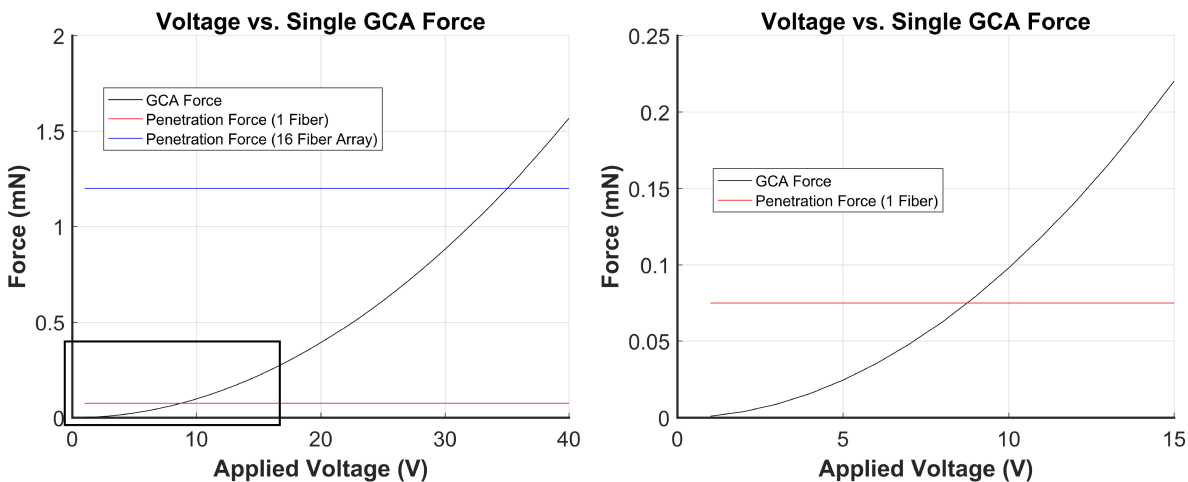 Voltage vs. Single GCA Force
2
1.5
1
0.5
0
GCA Force
Penetration Force (1 Fiber)
Penetration Force (16 Fiber Array)
Force (mN)
0 10 20 30 40
Applied Voltage (V)
Voltage vs. Single GCA Force
0.25
0.2
0.15
0.1
0.05
0
GCA Force
Penetration Force (1 Fiber)
Force (mN)
0 5 10 15
Applied Voltage (V)